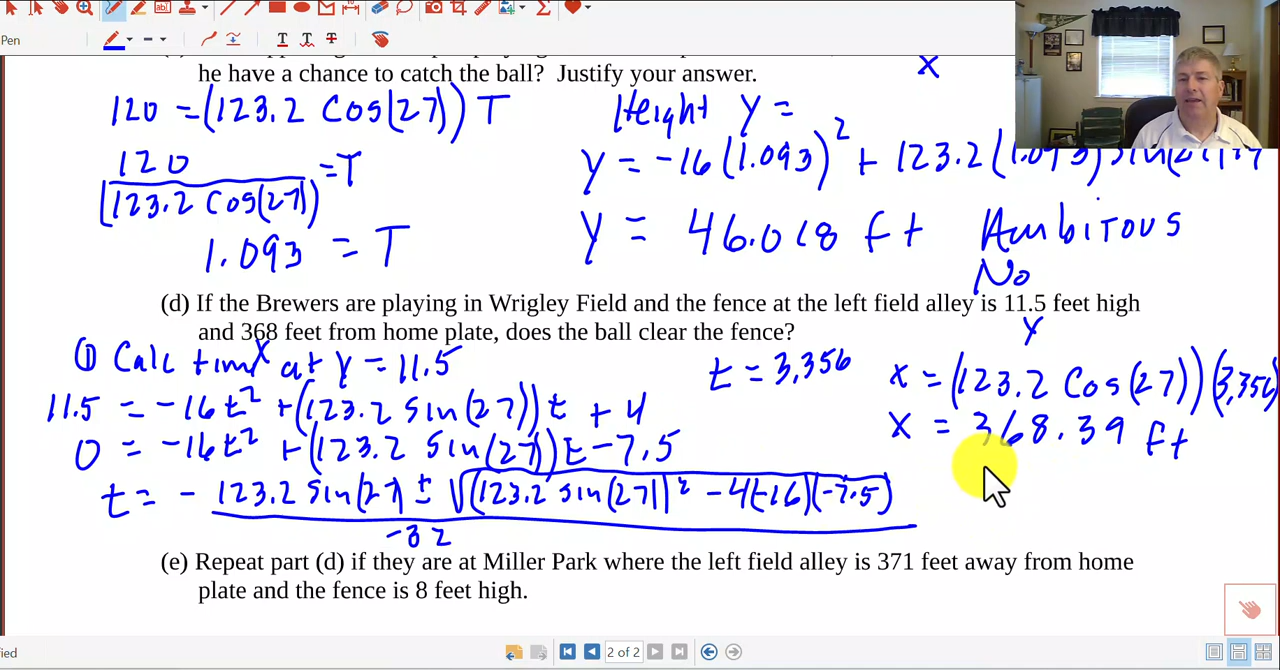 Pen
he have a chance to catch the ball? Justify your answer.
x
120 = (123.2 Cos(27)) T
Height y =
120 / (123.2 Cos(27)) = T
y = -16(1.093)² + 123.2(1.093)
1.093 = T
y = 46.018 ft Ambitous
No
(d) If the Brewers are playing in Wrigley Field and the fence at the left field alley is 11.5 feet high
and 368 feet from home plate, does the ball clear the fence?
x
y
① Calc time at y = 11.5
t = 3.356
x = (123.2 Cos(27))(3.356)
11.5 = -16t² + (123.2 sin(27))t + 4
x = 368.39 ft
0 = -16t² + (123.2 sin(27))t - 7.5
t = - 123.2 sin(27) ± √((123.2 sin(27))² - 4(-16)(-7.5))
-32
(e) Repeat part (d) if they are at Miller Park where the left field alley is 371 feet away from home
plate and the fence is 8 feet high.
fied
2 of 2